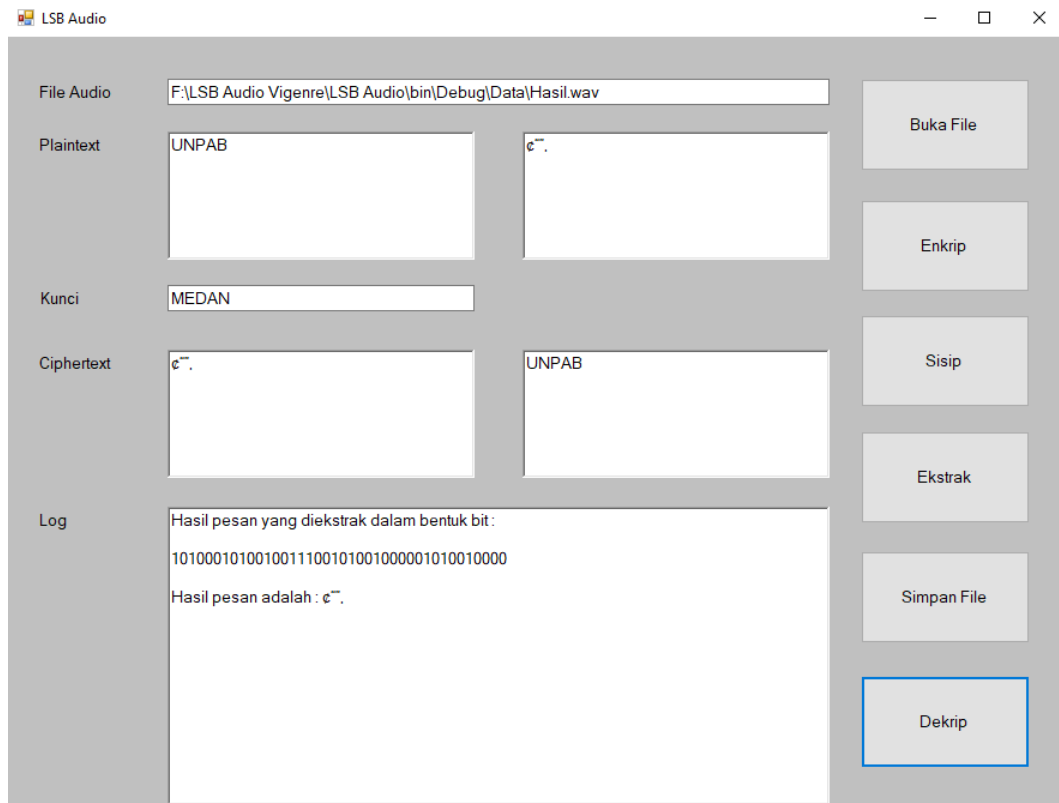 LSB Audio
File Audio
F:\LSB Audio Vigenre\LSB Audio\bin\Debug\Data\Hasil.wav
Buka File
Plaintext
UNPAB
¢“”‚
Enkrip
Kunci
MEDAN
Ciphertext
¢“”‚
UNPAB
Sisip
Ekstrak
Log
Hasil pesan yang diekstrak dalam bentuk bit :
1010001010010011100101001000001010010000
Hasil pesan adalah : ¢“”‚
Simpan File
Dekrip